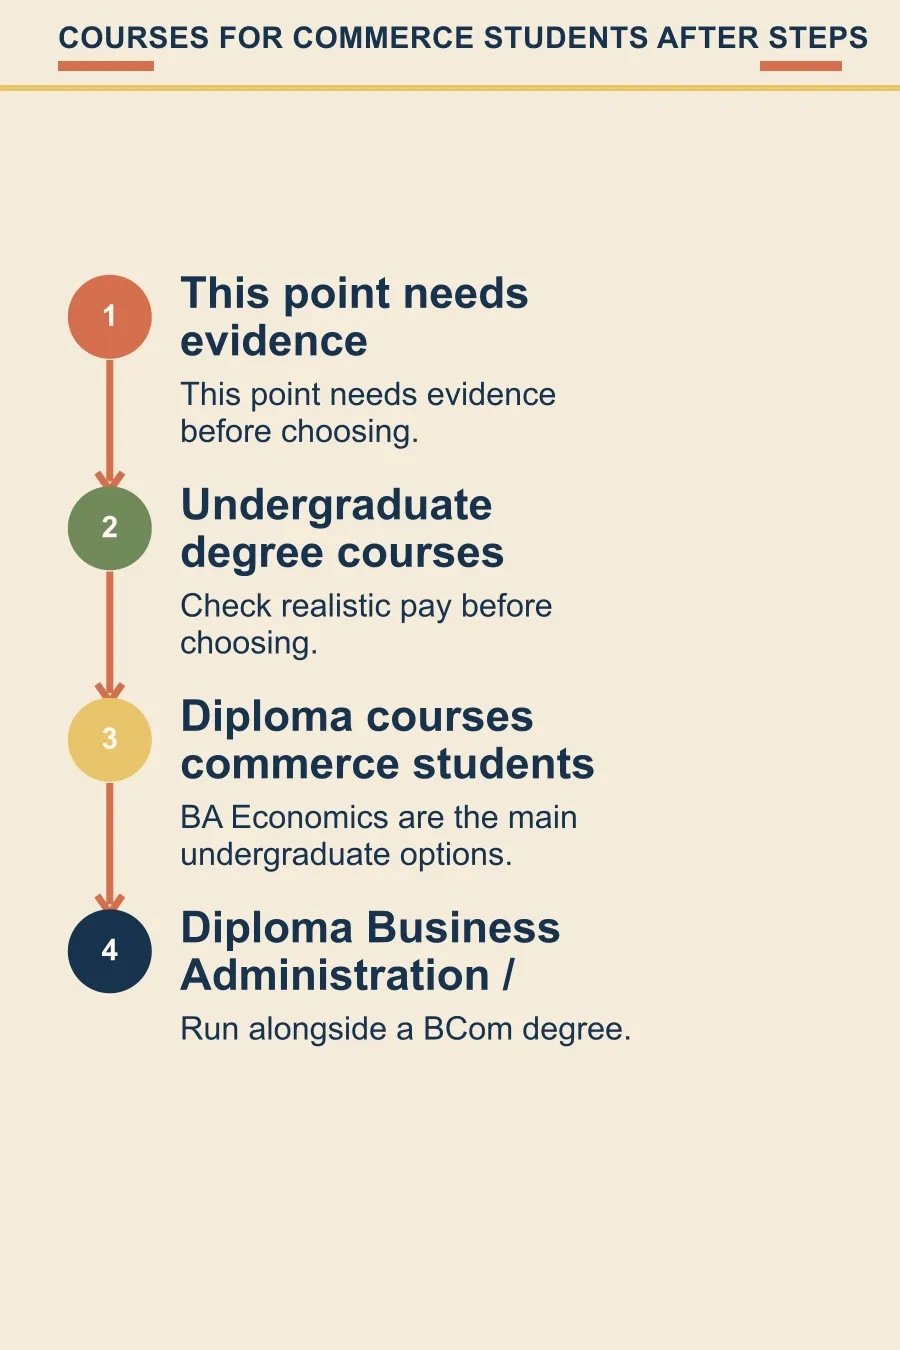 COURSES FOR COMMERCE STUDENTS AFTER STEPS
1
This point needs
evidence
This point needs evidence
before choosing.
2
Undergraduate
degree courses
Check realistic pay before
choosing.
3
Diploma courses
commerce students
BA Economics are the main
undergraduate options.
4
Diploma Business
Administration /
Run alongside a BCom degree.